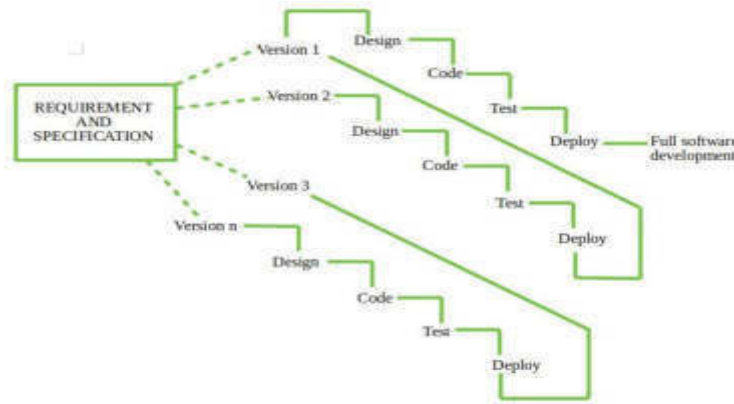 REQUIREMENT
AND
SPECIFICATION
Version 1
Design
Code
Test
Deploy
Full software
development
Version 2
Design
Code
Test
Deploy
Version 3
Version n
Design
Code
Test
Deploy